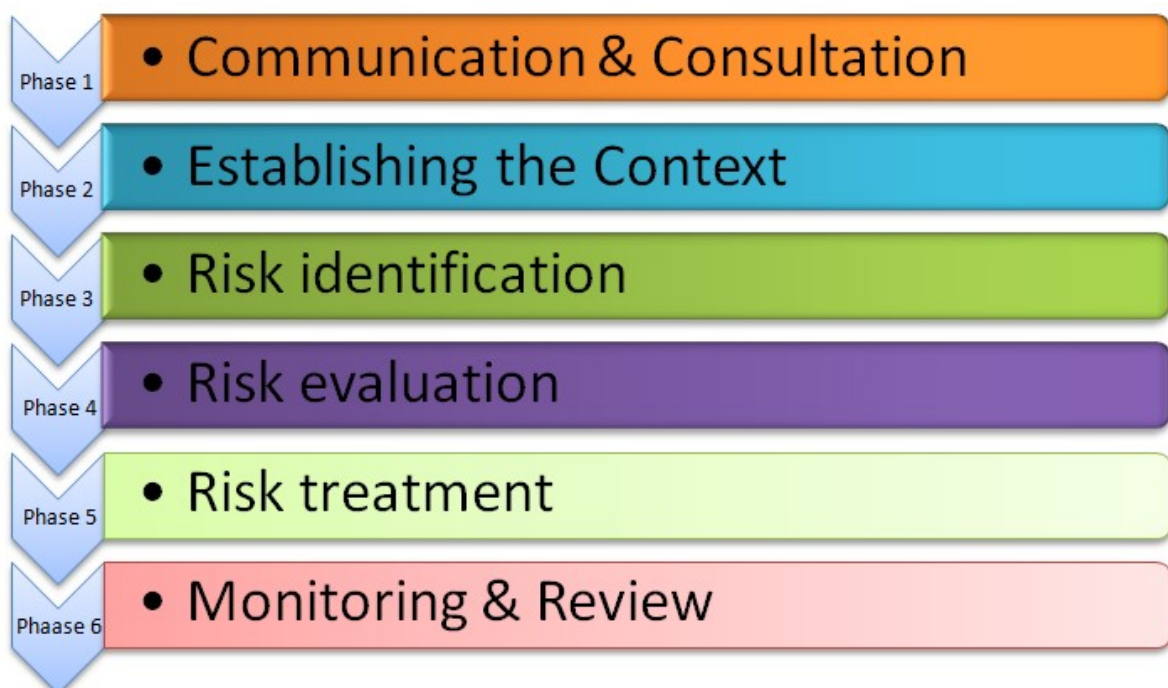 Phase 1
• Communication & Consultation
Phase 2
• Establishing the Context
Phase 3
• Risk identification
Phase 4
• Risk evaluation
Phase 5
• Risk treatment
Phaase 6
• Monitoring & Review